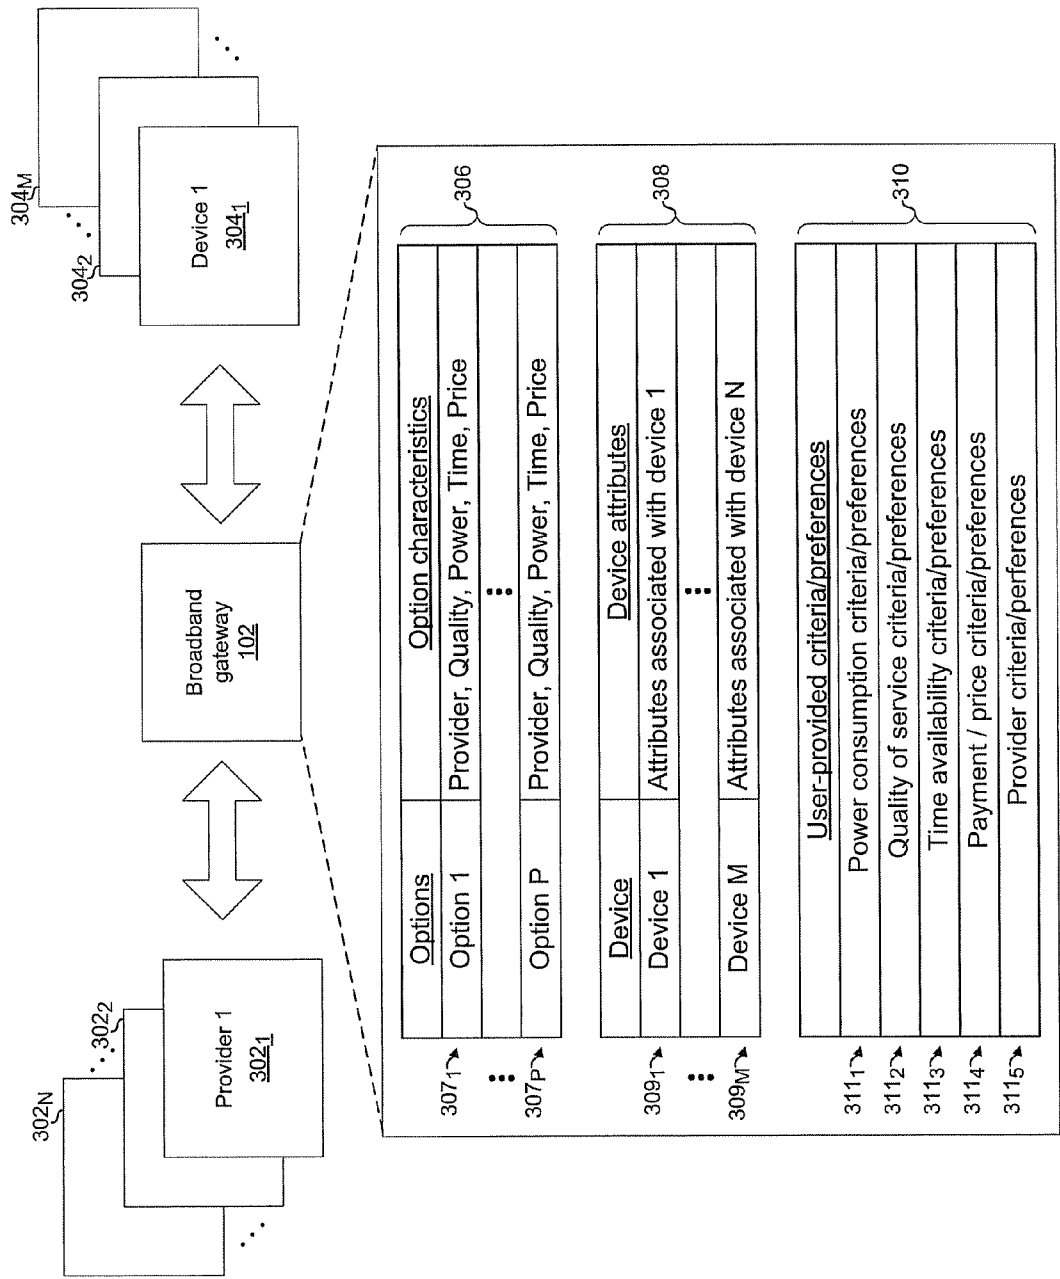 302N
3022
Provider 1
3021
Broadband
gateway
102
304M
3042
Device 1
3041
Options
Option characteristics
3071
Option 1
Provider, Quality, Power, Time, Price
307P
Option P
Provider, Quality, Power, Time, Price
306
Device
Device attributes
3091
Device 1
Attributes associated with device 1
309M
Device M
Attributes associated with device N
308
User-provided criteria/preferences
3111
Power consumption criteria/preferences
3112
Quality of service criteria/preferences
3113
Time availability criteria/preferences
3114
Payment / price criteria/preferences
3115
Provider criteria/perferences
310